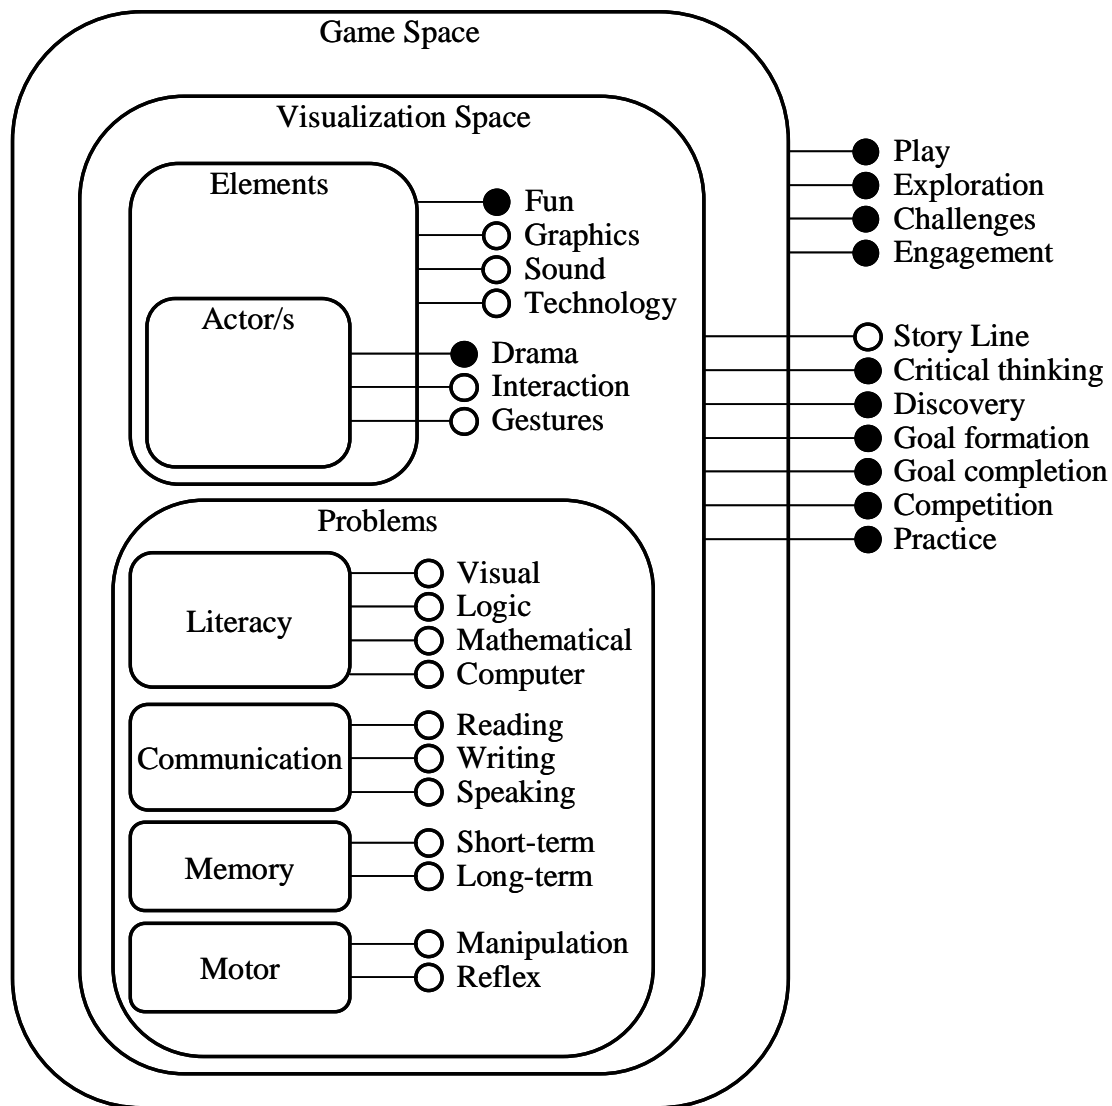 Game Space
Visualization Space
Elements
Fun
Graphics
Sound
Technology
Actor/s
Drama
Interaction
Gestures
Problems
Literacy
Visual
Logic
Mathematical
Computer
Communication
Reading
Writing
Speaking
Memory
Short-term
Long-term
Motor
Manipulation
Reflex
Play
Exploration
Challenges
Engagement
Story Line
Critical thinking
Discovery
Goal formation
Goal completion
Competition
Practice